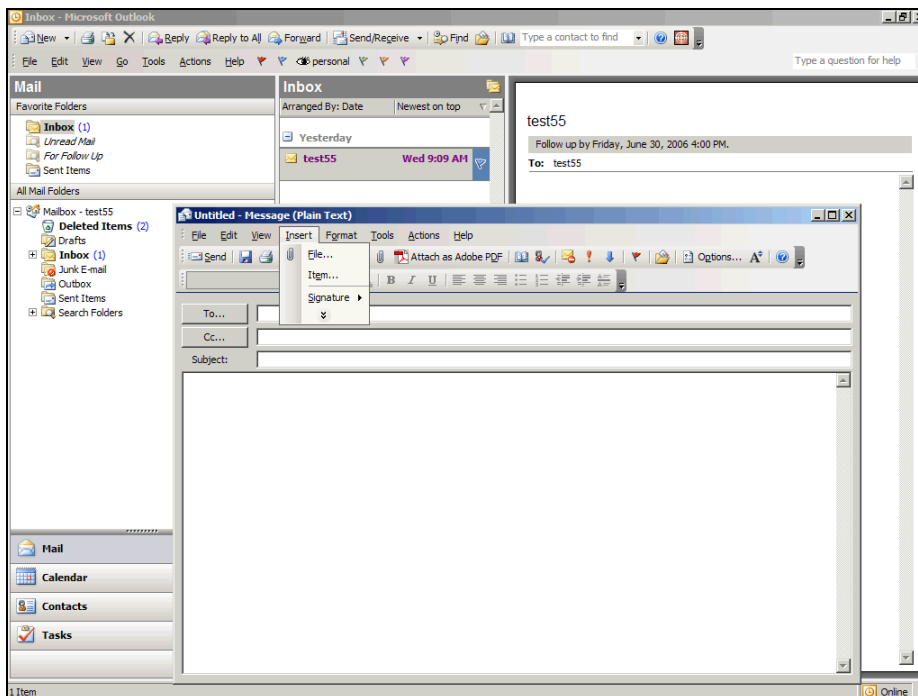 Inbox - Microsoft Outlook
New Reply Reply to All Forward Send/Receive Find Type a contact to find
File Edit View Go Tools Actions Help personal Type a question for help
Mail
Favorite Folders
Inbox (1)
Unread Mail
For Follow Up
Sent Items
All Mail Folders
Mailbox - test55
Deleted Items (2)
Drafts
Inbox (1)
Junk E-mail
Outbox
Sent Items
Search Folders
Mail
Calendar
Contacts
Tasks
Inbox
Arranged By: Date Newest on top
Yesterday
test55 Wed 9:09 AM
test55
Follow up by Friday, June 30, 2006 4:00 PM.
To: test55
Untitled - Message (Plain Text)
File Edit View Insert Format Tools Actions Help
Send Attach as Adobe PDF Options...
B I U
File...
Item...
Signature
To...
Cc...
Subject:
1 Item Online